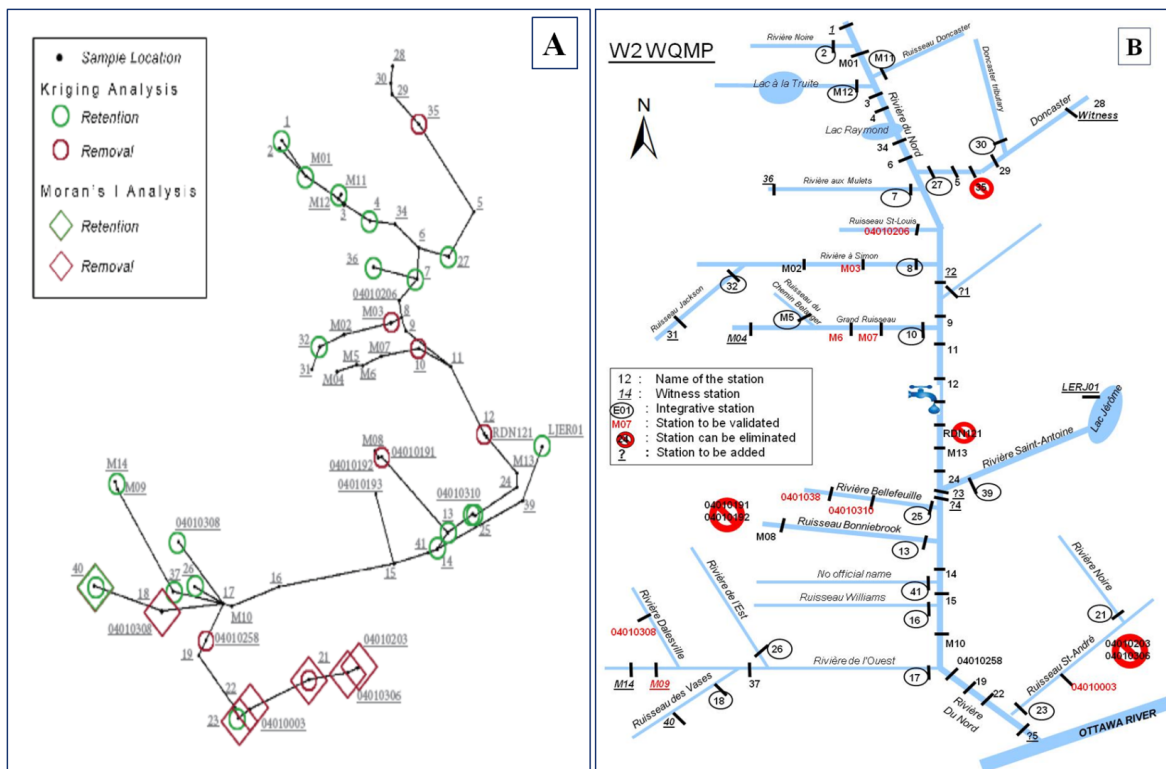 A
Sample Location
Kriging Analysis
Retention
Removal
Moran's I Analysis
Retention
Removal
28
30
29
35
1
2
M01
M11
M12
3
4
34
5
6
27
36
7
04010206
M03
8
M02
9
32
31
M07
10
M5
M6
M04
11
12
RDN121
LJER01
M08
04010191
04010192
M13
04010193
24
04010310
39
M14
M09
13
25
04010308
41
14
15
40
37
26
17
16
18
M10
04010308
04010258
19
04010203
21
22
04010306
23
04010003
B
W2 WQMP
N
1
Rivière Noire
2
M01
M11
Ruisseau Doncaster
Lac à la Truite
M12
3
4
Rivière du Nord
Lac Raymond
34
6
Doncaster tributary
Doncaster
28
Witness
30
29
5
35
27
36
Rivière aux Mulets
7
Ruisseau St-Louis
04010206
Rivière à Simon
M02
M03
8
?2
?1
32
Ruisseau Jackson
31
Ruisseau du
Chemin Belanger
M5
Grand Ruisseau
M04
M6
M07
10
9
11
12
12 : Name of the station
14 : Witness station
E01 : Integrative station
M07 : Station to be validated
: Station can be eliminated
? : Station to be added
LERJ01
Lac Jérôme
RDN121
M13
Rivière Saint-Antoine
24
?3
39
?4
04010191
04010192
0401038
Rivière Bellefeuille
04010310
25
Ruisseau Bonniebrook
M08
13
14
No official name
41
Ruisseau Williams
15
16
M10
Rivière Dalesville
04010308
Rivière de l'Est
26
Rivière de l'Ouest
M14
M09
37
17
Ruisseau des Vases
18
40
04010258
19
22
Rivière
Du Nord
?5
Rivière Noire
21
04010203
04010306
Ruisseau St-André
04010003
23
OTTAWA RIVER